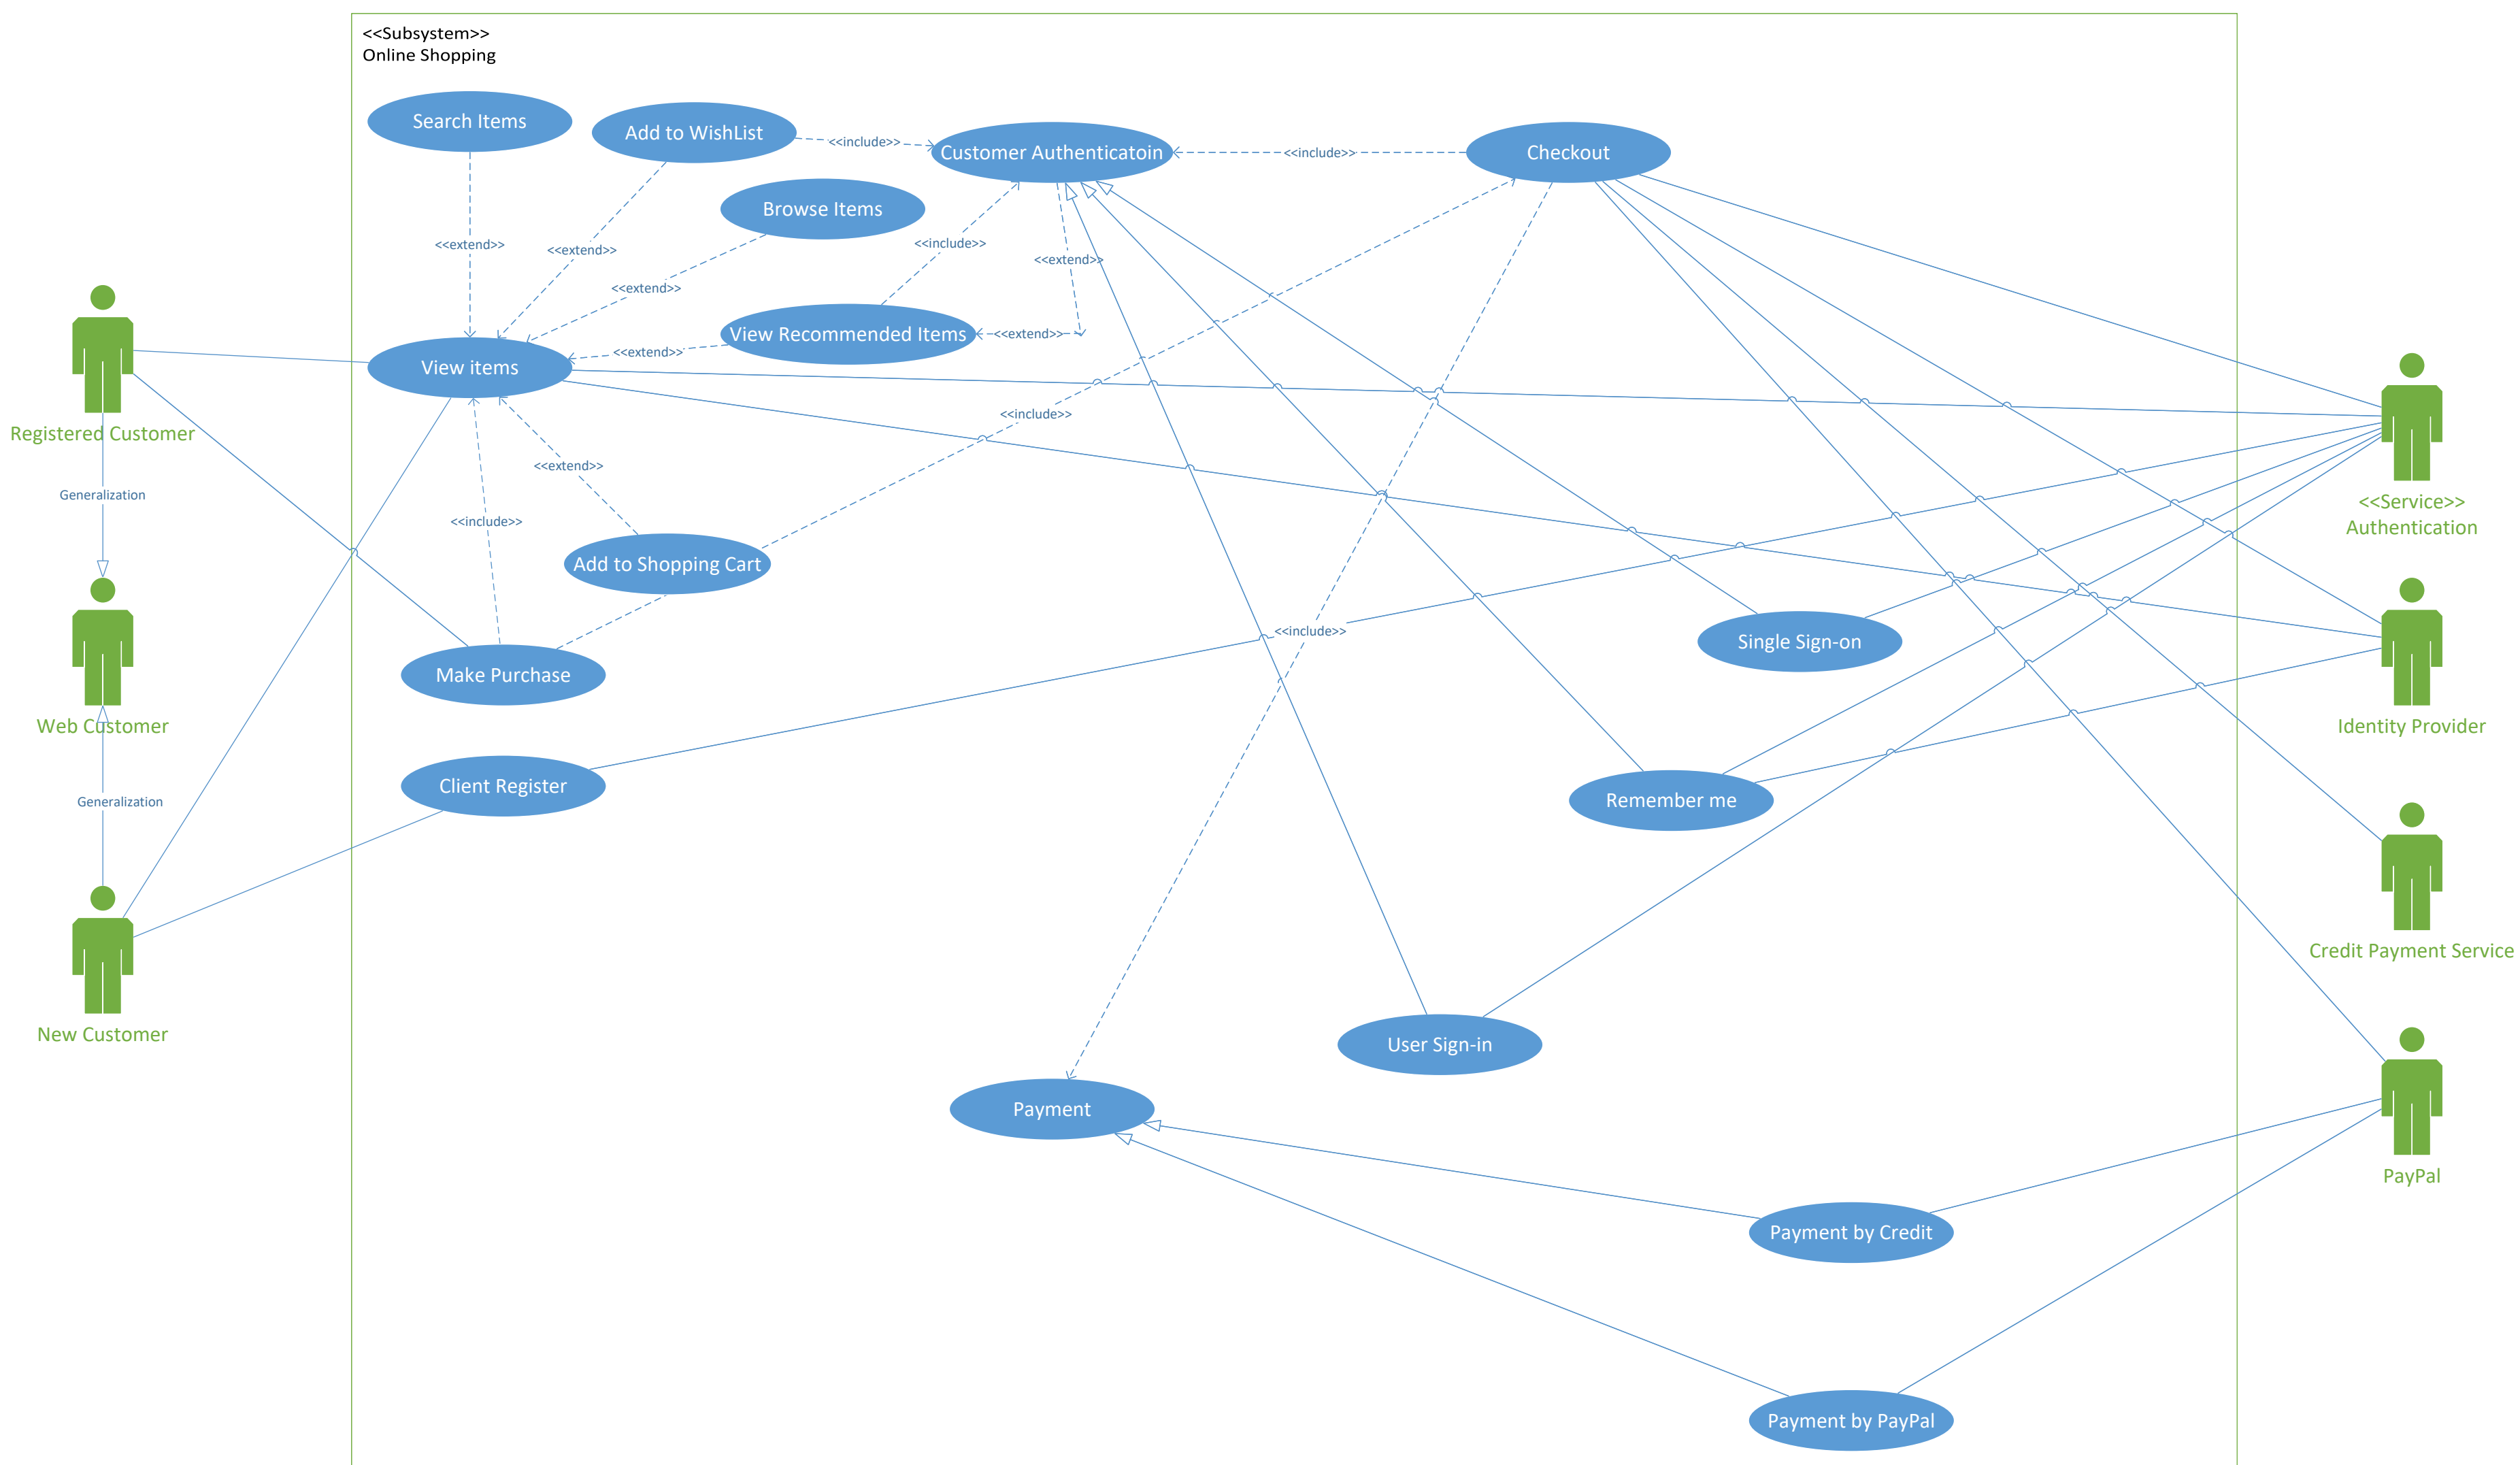 <<Subsystem>>
Online Shopping
Search Items
Add to WishList
<<include>>
Customer Authenticatoin
<<include>>
Checkout
Browse Items
<<extend>>
<<extend>>
<<include>>
<<extend>>
<<extend>>
View Recommended Items
<<extend>>
<<extend>>
View items
<<include>>
Registered Customer
<<extend>>
Generalization
<<include>>
<<Service>>
Authentication
Add to Shopping Cart
<<include>>
Single Sign-on
Make Purchase
Web Customer
Identity Provider
Client Register
Generalization
Remember me
Credit Payment Service
New Customer
User Sign-in
Payment
PayPal
Payment by Credit
Payment by PayPal